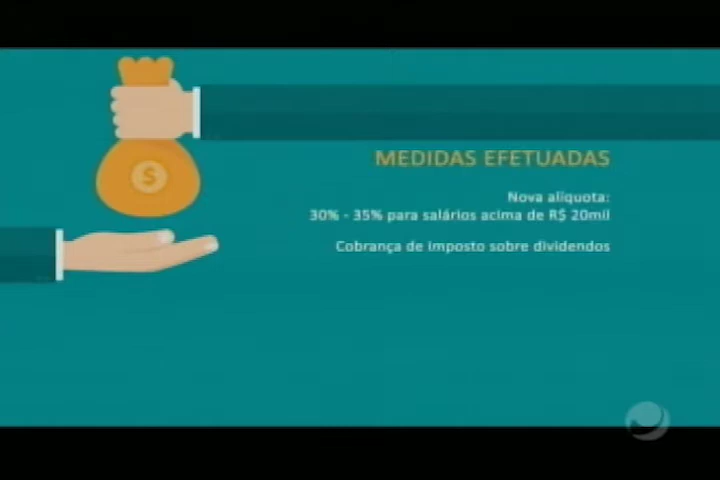 $
MEDIDAS EFETUADAS
Nova alíquota:
30% - 35% para salários acima de R$ 20mil
Cobrança de imposto sobre dividendos